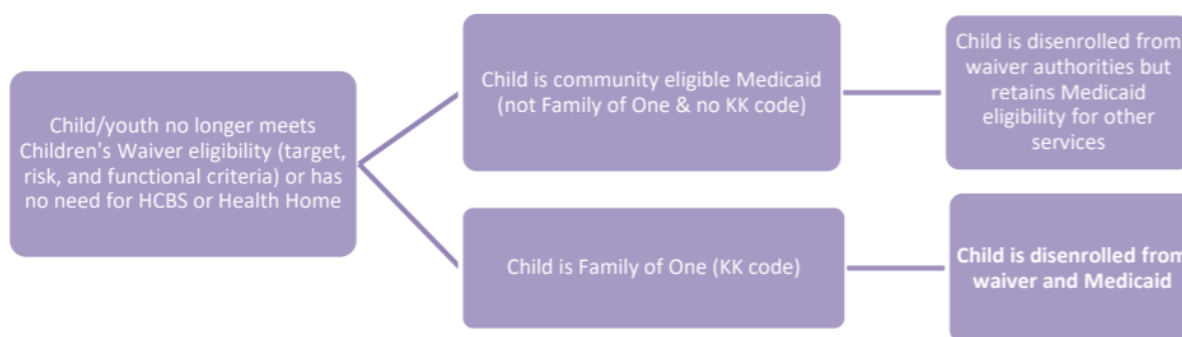 Child/youth no longer meets
Children's Waiver eligibility (target,
risk, and functional criteria) or has
no need for HCBS or Health Home
Child is community eligible Medicaid
(not Family of One & no KK code)
Child is disenrolled from
waiver authorities but
retains Medicaid
eligibility for other
services
Child is Family of One (KK code)
Child is disenrolled from
waiver and Medicaid